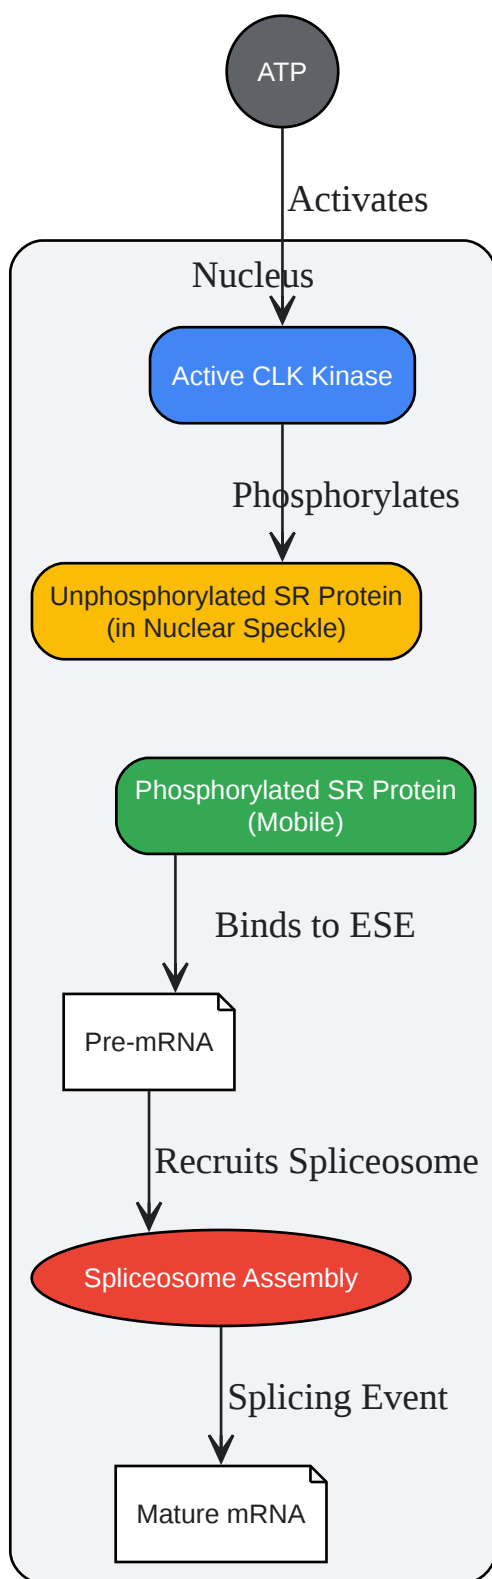 ATP
Activates
Nucleus
Active CLK Kinase
Phosphorylates
Unphosphorylated SR Protein
(in Nuclear Speckle)
Phosphorylated SR Protein
(Mobile)
Binds to ESE
Pre-mRNA
Recruits Spliceosome
Spliceosome Assembly
Splicing Event
Mature mRNA